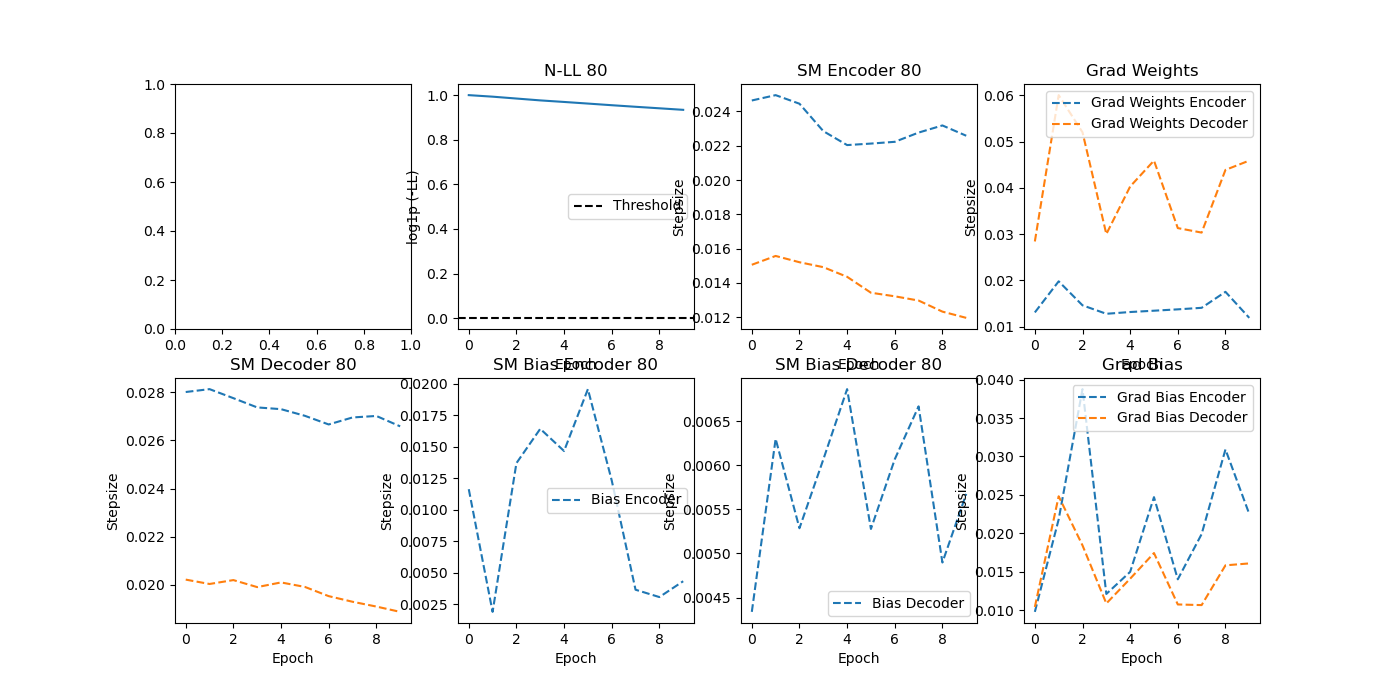 N-LL 80
SM Encoder 80
Grad Weights
1.0
0.8
0.6
0.4
0.2
0.0
0.0 0.2 0.4 0.6 0.8 1.0
log1p (-LL)
1.0
0.8
0.6
0.4
0.2
0.0
Threshold
0 2 4 6 8
Epoch
Stepsize
0.024
0.022
0.020
0.018
0.016
0.014
0.012
0 2 4 6 8
Epoch
Stepsize
0.06
0.05
0.04
0.03
0.02
0.01
Grad Weights Encoder
Grad Weights Decoder
0 2 4 6 8
Epoch
SM Decoder 80
SM Bias Encoder 80
SM Bias Decoder 80
Grad Bias
Stepsize
0.028
0.026
0.024
0.022
0.020
0 2 4 6 8
Epoch
Stepsize
0.0200
0.0175
0.0150
0.0125
0.0100
0.0075
0.0050
0.0025
Bias Encoder
0 2 4 6 8
Epoch
Stepsize
0.0065
0.0060
0.0055
0.0050
0.0045
Bias Decoder
0 2 4 6 8
Epoch
Stepsize
0.040
0.035
0.030
0.025
0.020
0.015
0.010
Grad Bias Encoder
Grad Bias Decoder
0 2 4 6 8
Epoch